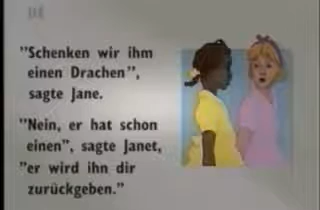 "Schenken wir ihm
einen Drachen",
sagte Jane.
"Nein, er hat schon
einen", sagte Janet,
"er wird ihn dir
zurückgeben."